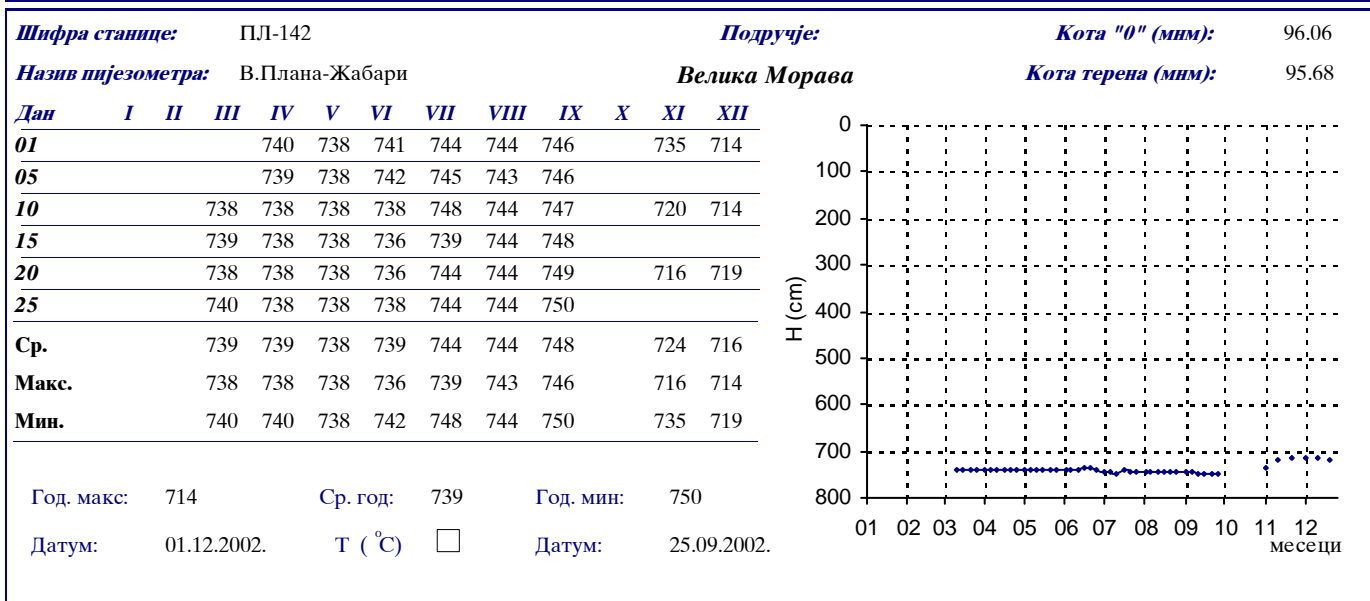 Шифра станице: ПЛ-142 Подручје: Кота "0" (мнм): 96.06
Назив пијезометра: В.Плана-Жабари Велика Морава Кота терена (мнм): 95.68
Дан I II III IV V VI VII VIII IX X XI XII
01 740 738 741 744 744 746 735 714
05 739 738 742 745 743 746
10 738 738 738 738 748 744 747 720 714
15 739 738 738 736 739 744 748
20 738 738 738 736 744 744 749 716 719
25 740 738 738 738 744 744 750
Ср. 739 739 738 739 744 744 748 724 716
Макс. 738 738 738 736 739 743 746 716 714
Мин. 740 740 738 742 748 744 750 735 719
Год. макс: 714 Ср. год: 739 Год. мин: 750
Датум: 01.12.2002. T ( °C) Датум: 25.09.2002.
0
100
200
300
400
500
600
700
800
H (cm)
01 02 03 04 05 06 07 08 09 10 11 12
месеци